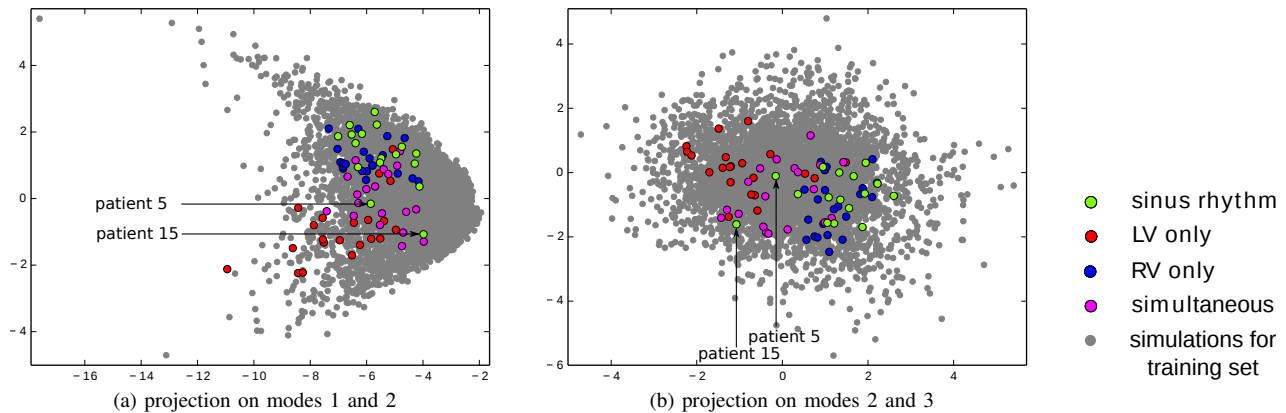 4
2
0
−2
−4
patient 5
patient 15
−16
−14
−12
−10
−8
−6
−4
−2
(a) projection on modes 1 and 2
4
2
0
−2
−4
−6
patient 5
patient 15
−4
−2
0
2
4
(b) projection on modes 2 and 3
sinus rhythm
LV only
RV only
simultaneous
simulations for
training set